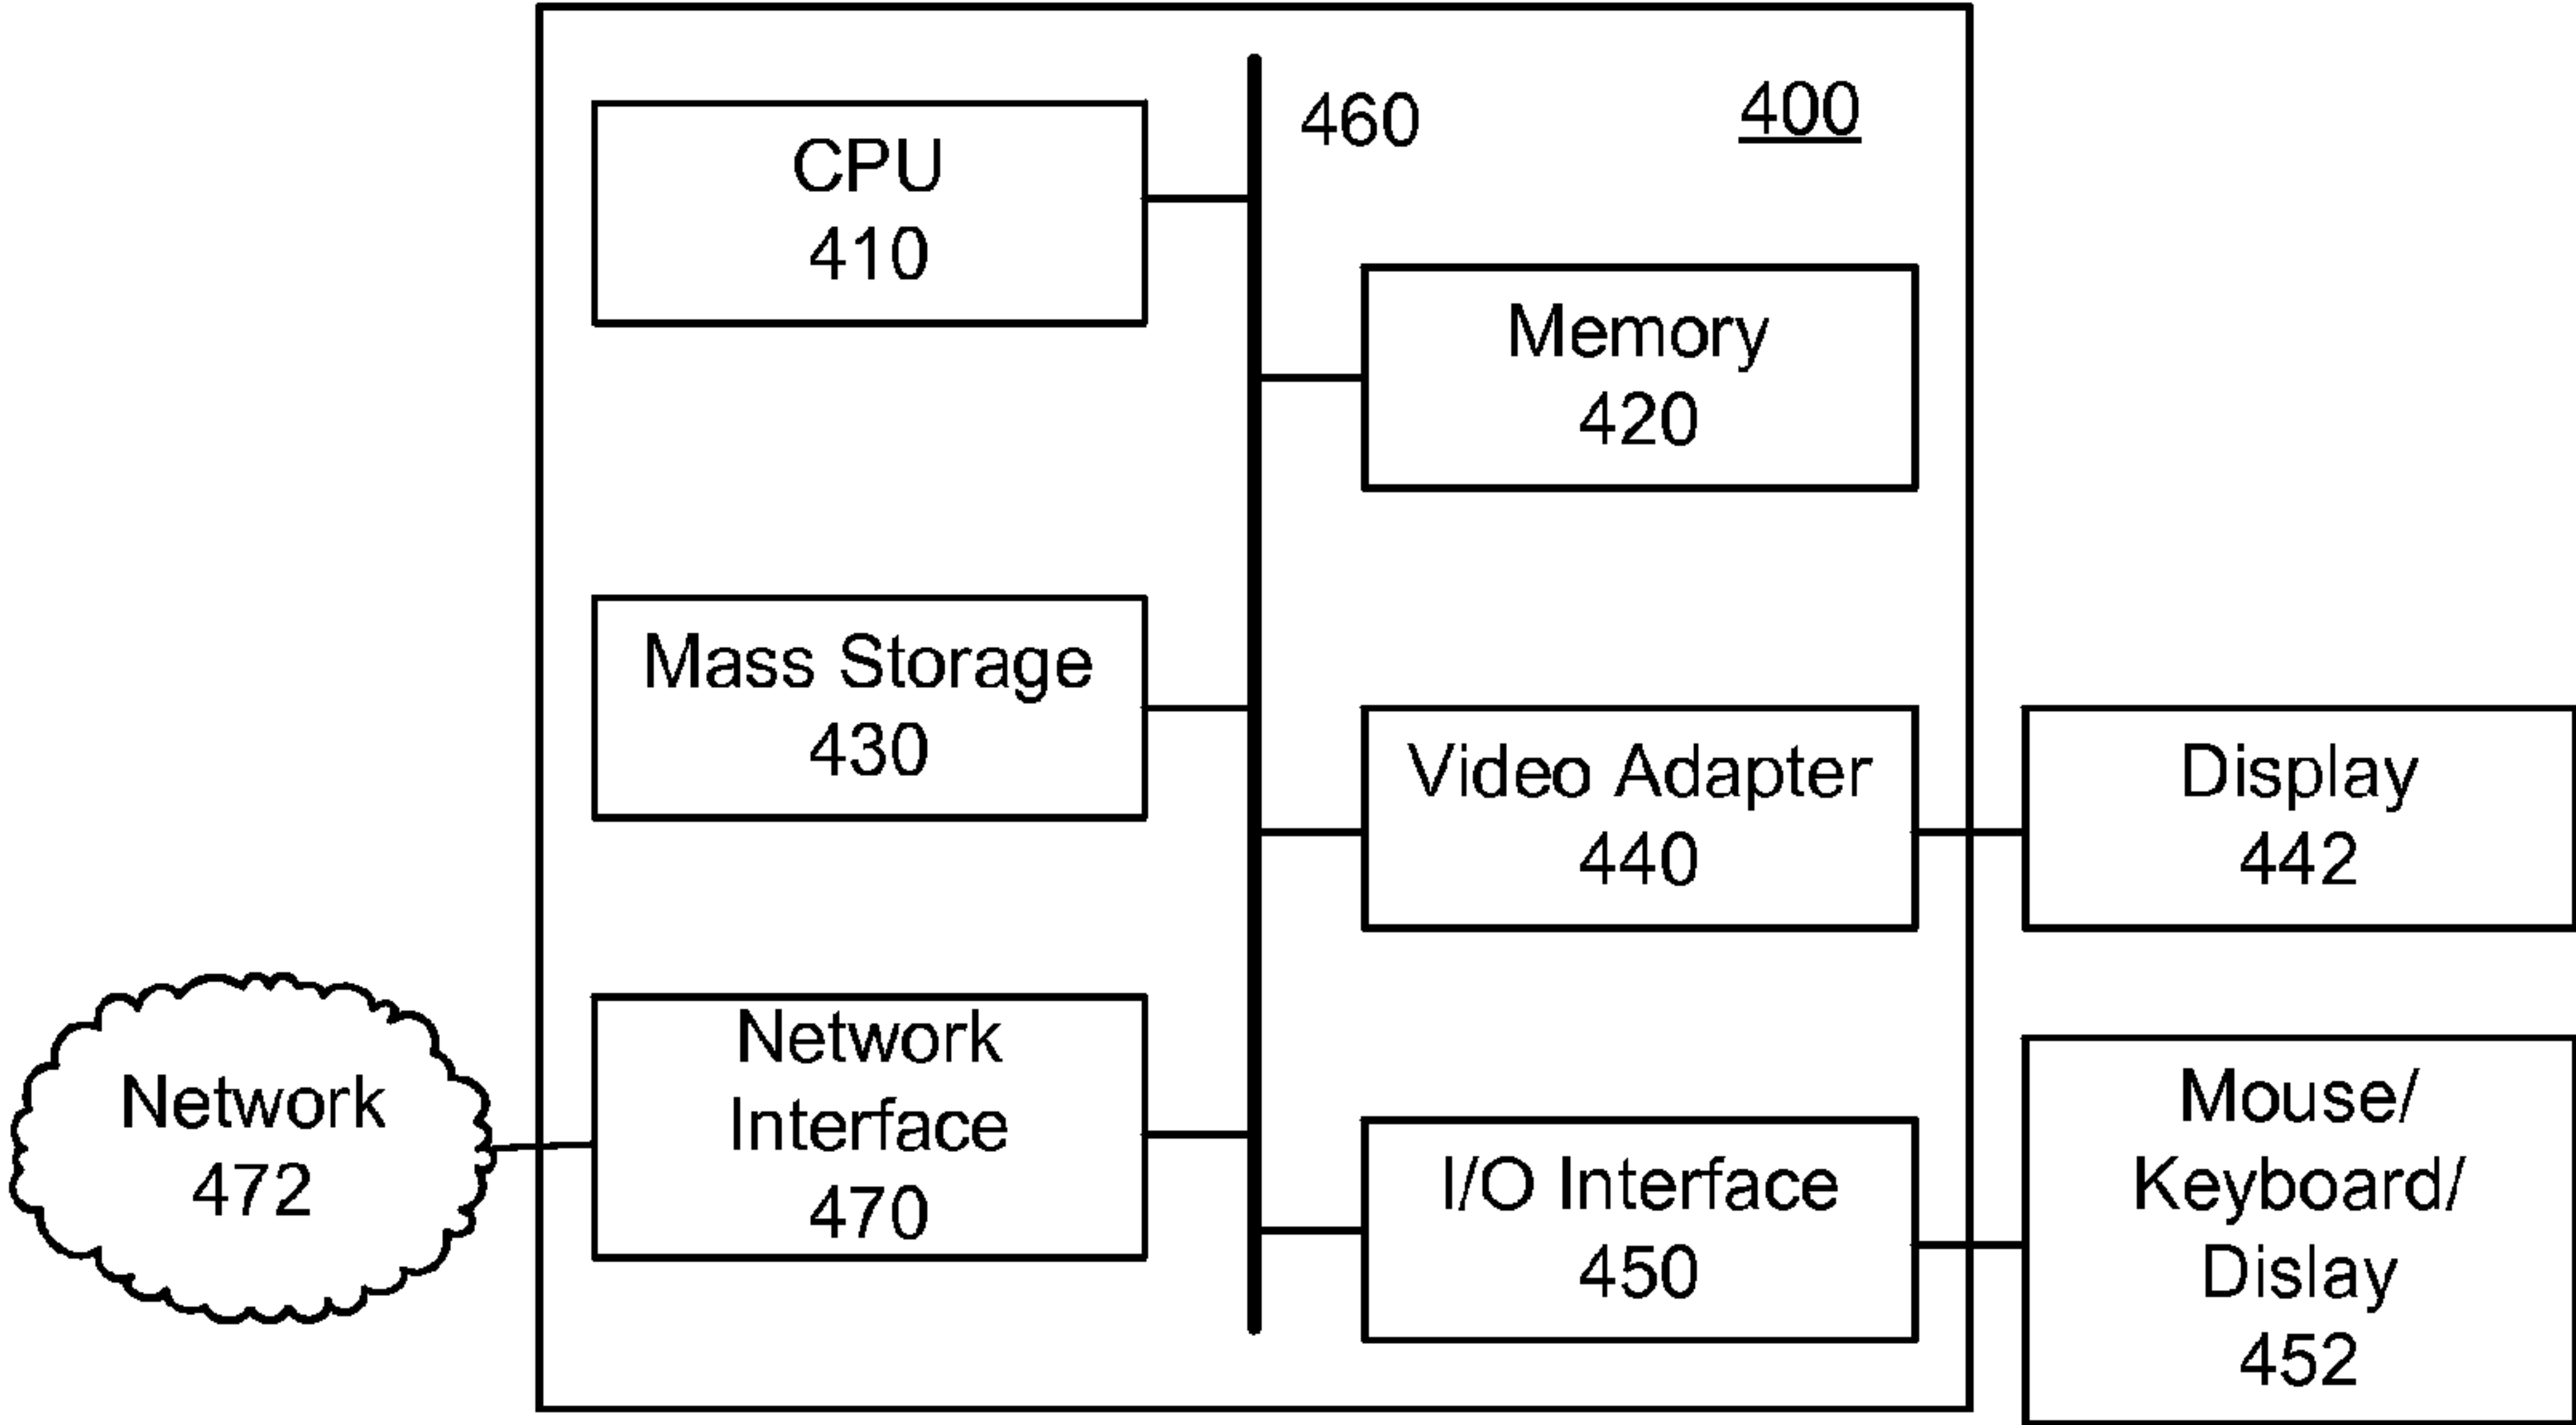 460
400
CPU
410
Memory
420
Mass Storage
430
Video Adapter
440
Display
442
Network
Interface
470
Network
472
I/O Interface
450
Mouse/
Keyboard/
Dislay
452